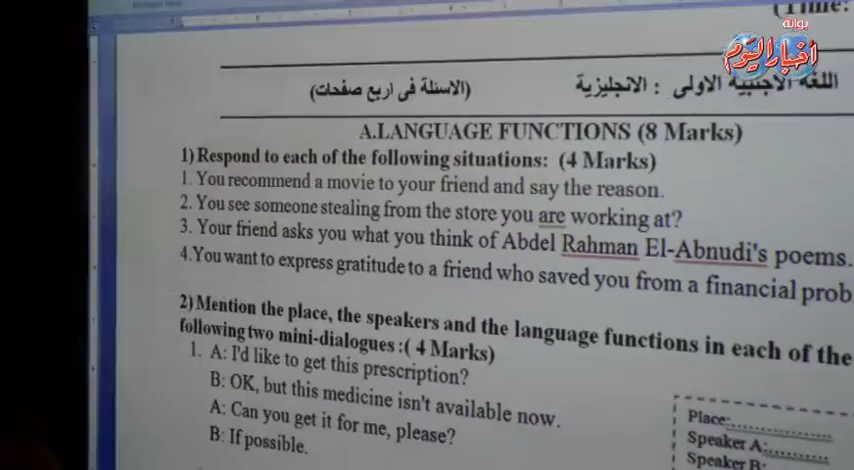 (Time:
بوابة
أخبار اليوم
اللغة الاجنبية الاولى : الانجليزية
(الاسئلة فى اربع صفحات)
A.LANGUAGE FUNCTIONS (8 Marks)
1) Respond to each of the following situations: (4 Marks)
1. You recommend a movie to your friend and say the reason.
2. You see someone stealing from the store you are working at?
3. Your friend asks you what you think of Abdel Rahman El-Abnudi's poems.
4.You want to express gratitude to a friend who saved you from a financial prob
2) Mention the place, the speakers and the language functions in each of the
following two mini-dialogues :( 4 Marks)
1. A: I'd like to get this prescription?
B: OK, but this medicine isn't available now.
A: Can you get it for me, please?
B: If possible.
Place:..................
Speaker A:............
Speaker B: